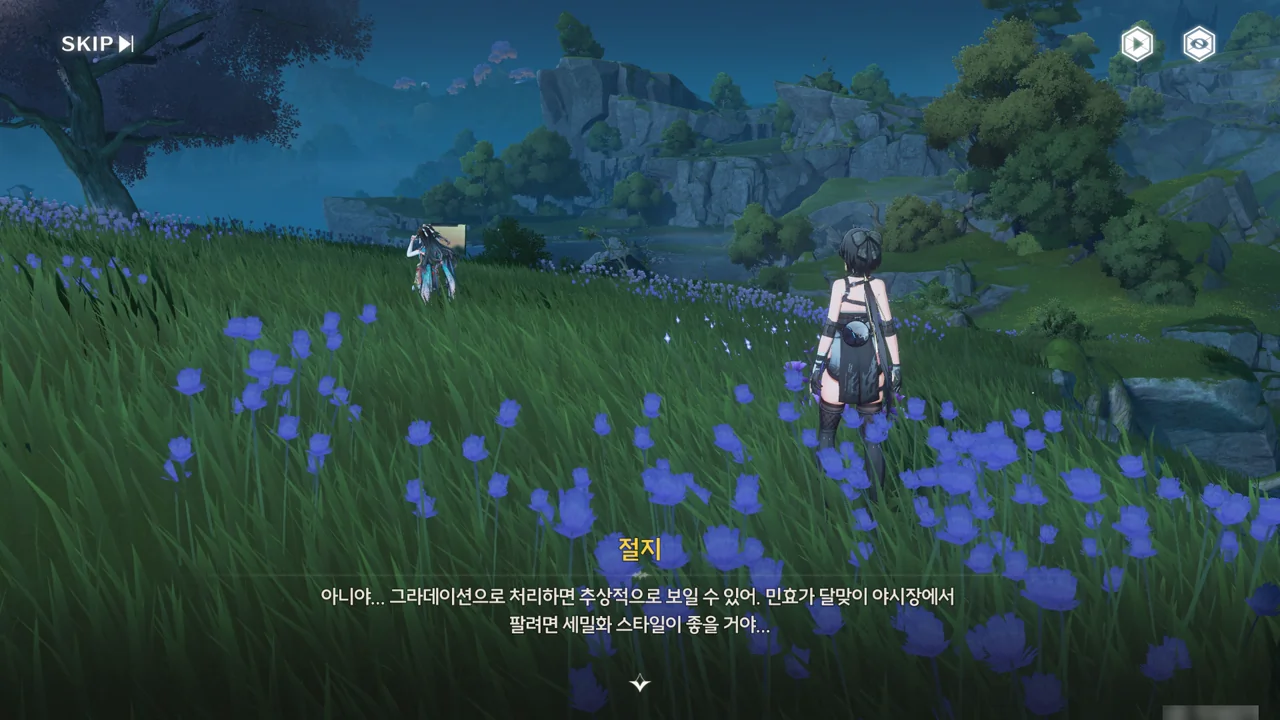 SKIP
절지
아니야... 그라데이션으로 처리하면 추상적으로 보일 수 있어. 민효가 달맞이 야시장에서
팔려면 세밀화 스타일이 좋을 거야...